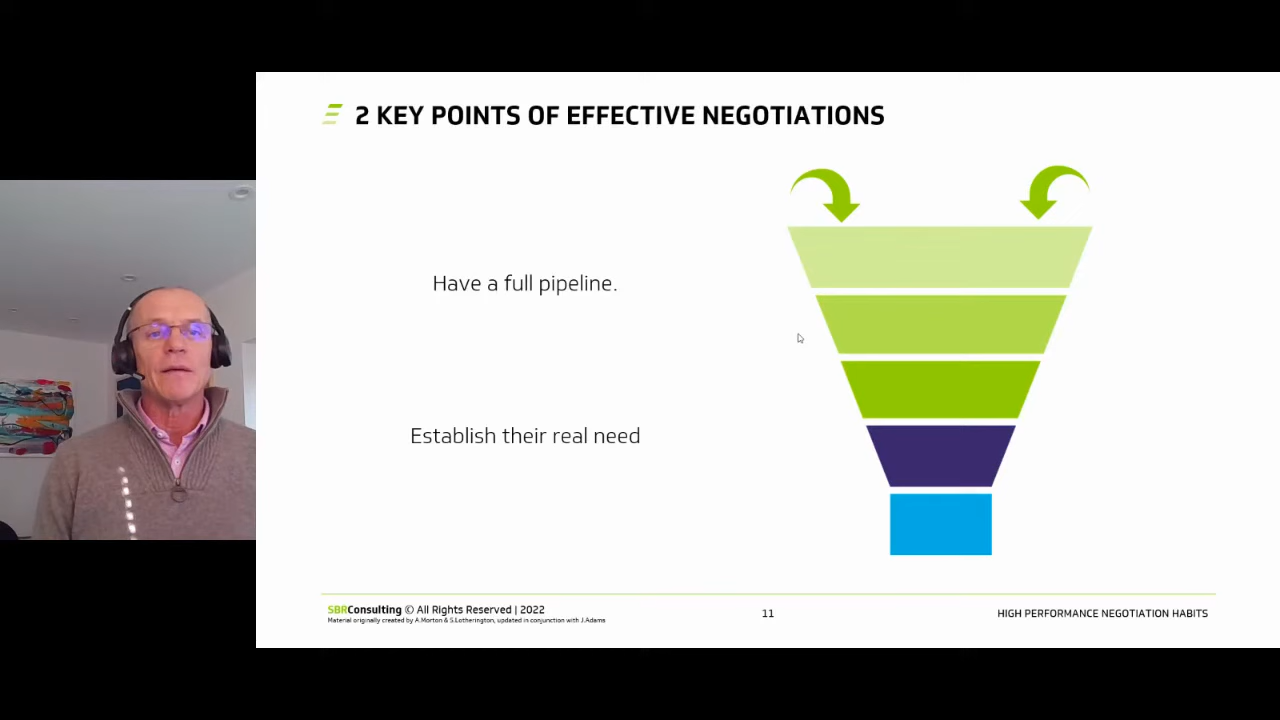 2 KEY POINTS OF EFFECTIVE NEGOTIATIONS
Have a full pipeline.
Establish their real need
SBRConsulting © All Rights Reserved | 2022
Material originally created by A.Morton & S.Lotherington, updated in conjunction with J.Adams
11
HIGH PERFORMANCE NEGOTIATION HABITS